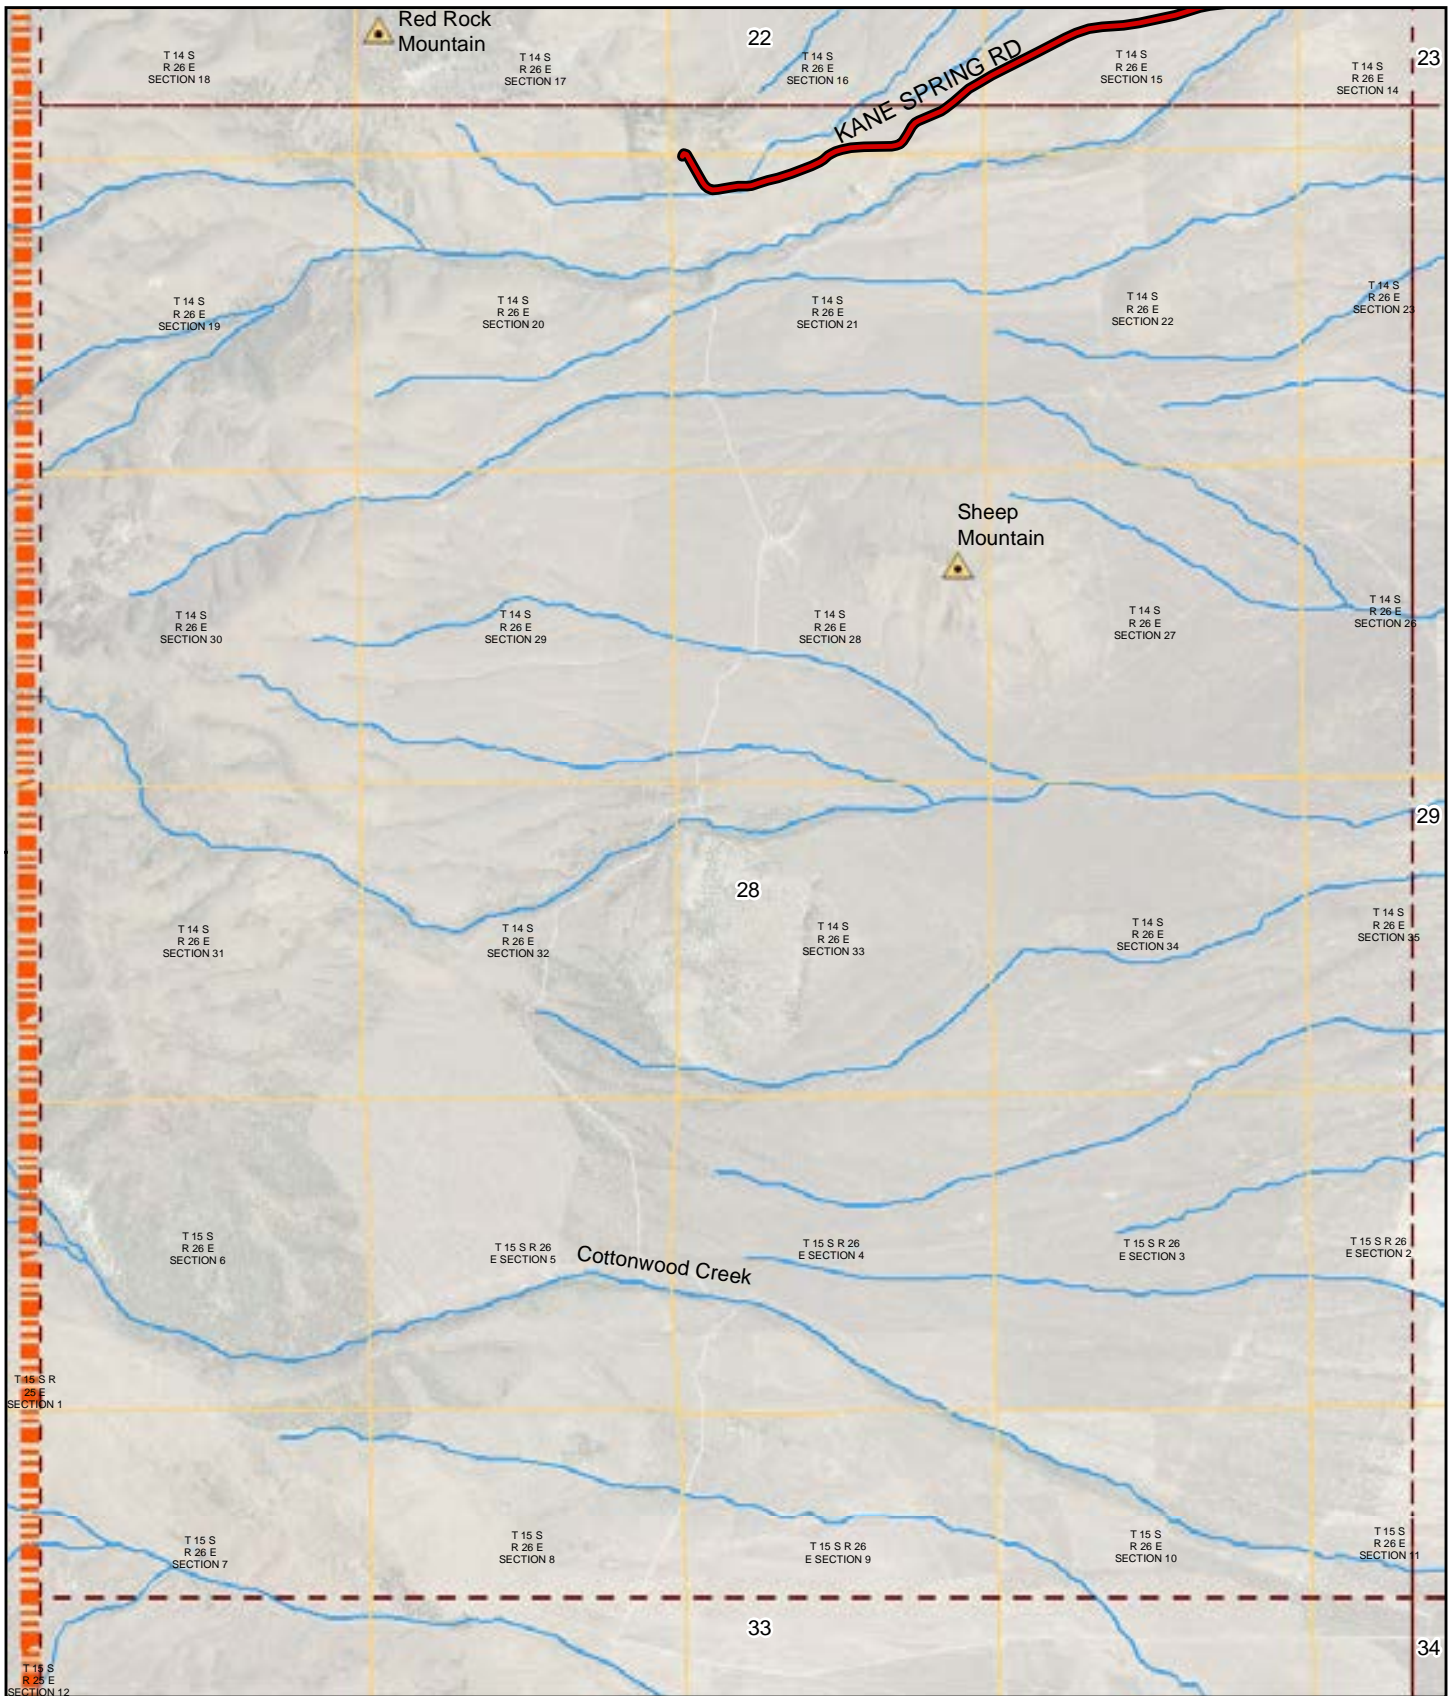 Red Rock
Mountain
22
23
T 14 S
R 26 E
SECTION 18
T 14 S
R 26 E
SECTION 17
T 14 S
R 26 E
SECTION 16
T 14 S
R 26 E
SECTION 15
T 14 S
R 26 E
SECTION 14
KANE SPRING RD
T 14 S
R 26 E
SECTION 19
T 14 S
R 26 E
SECTION 20
T 14 S
R 26 E
SECTION 21
T 14 S
R 26 E
SECTION 22
T 14 S
R 26 E
SECTION 23
Sheep
Mountain
T 14 S
R 26 E
SECTION 30
T 14 S
R 26 E
SECTION 29
T 14 S
R 26 E
SECTION 28
T 14 S
R 26 E
SECTION 27
T 14 S
R 26 E
SECTION 26
29
28
T 14 S
R 26 E
SECTION 31
T 14 S
R 26 E
SECTION 32
T 14 S
R 26 E
SECTION 33
T 14 S
R 26 E
SECTION 34
T 14 S
R 26 E
SECTION 35
T 15 S
R 26 E
SECTION 6
T 15 S R 26
E SECTION 5
Cottonwood Creek
T 15 S R 26
E SECTION 4
T 15 S R 26
E SECTION 3
T 15 S R 26
E SECTION 2
T 15 S R
25 E
SECTION 1
T 15 S
R 26 E
SECTION 7
T 15 S
R 26 E
SECTION 8
T 15 S R 26
E SECTION 9
T 15 S
R 26 E
SECTION 10
T 15 S
R 26 E
SECTION 11
33
34
T 15 S
R 25 E
SECTION 12